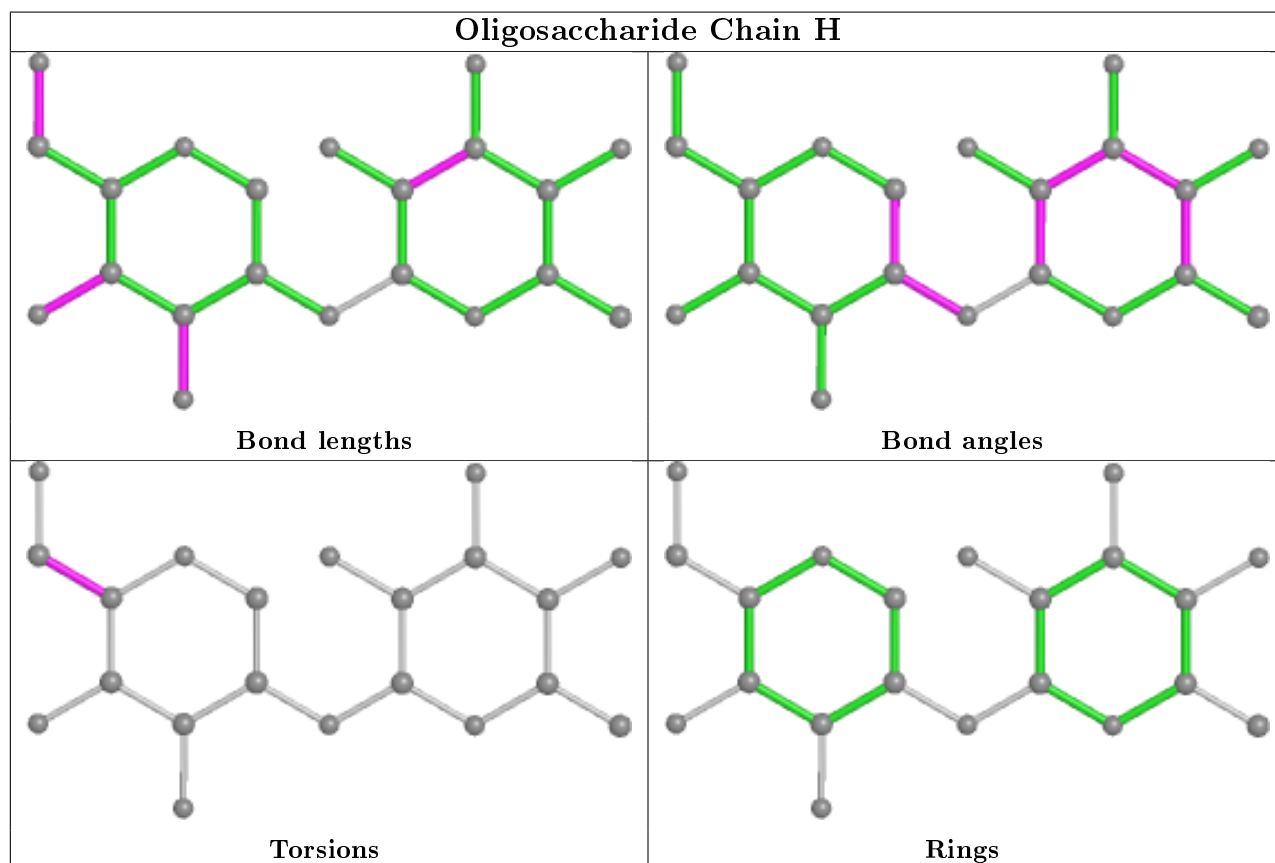 Oligosaccharide Chain H
Bond lengths
Bond angles
Torsions
Rings